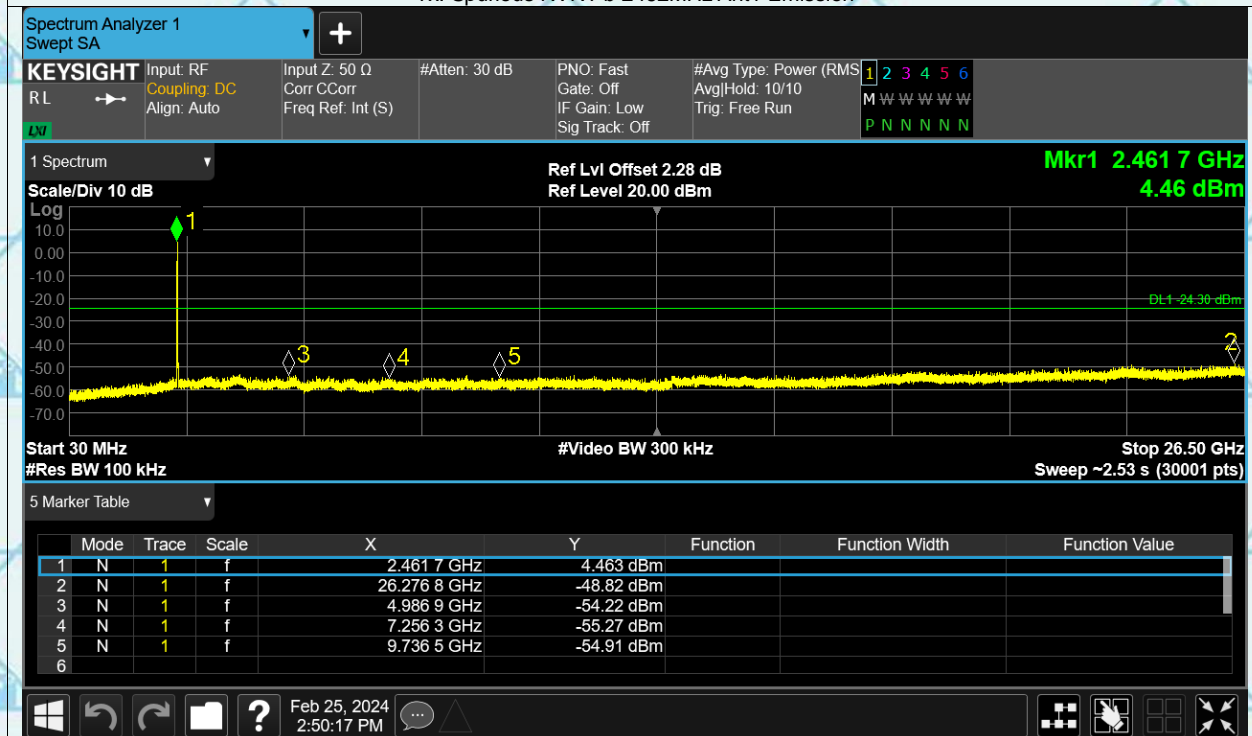 Spectrum Analyzer 1
Swept SA
KEYSIGHT
RL
LXI
Input: RF
Coupling: DC
Align: Auto
Input Z: 50 Ω
Corr CCorr
Freq Ref: Int (S)
#Atten: 30 dB
PNO: Fast
Gate: Off
IF Gain: Low
Sig Track: Off
#Avg Type: Power (RMS
Avg|Hold: 10/10
Trig: Free Run
1 2 3 4 5 6
M W W W W W
P N N N N N
1 Spectrum
Scale/Div 10 dB
Log
Ref Lvl Offset 2.28 dB
Ref Level 20.00 dBm
Mkr1 2.461 7 GHz
4.46 dBm
10.0
0.00
-10.0
-20.0
-30.0
-40.0
-50.0
-60.0
-70.0
1
DL1 -24.30 dBm
3
4
5
2
Start 30 MHz
#Res BW 100 kHz
#Video BW 300 kHz
Stop 26.50 GHz
Sweep ~2.53 s (30001 pts)
5 Marker Table
Mode Trace Scale X Y Function Function Width Function Value
1 N 1 f 2.461 7 GHz 4.463 dBm
2 N 1 f 26.276 8 GHz -48.82 dBm
3 N 1 f 4.986 9 GHz -54.22 dBm
4 N 1 f 7.256 3 GHz -55.27 dBm
5 N 1 f 9.736 5 GHz -54.91 dBm
6
?
Feb 25, 2024
2:50:17 PM